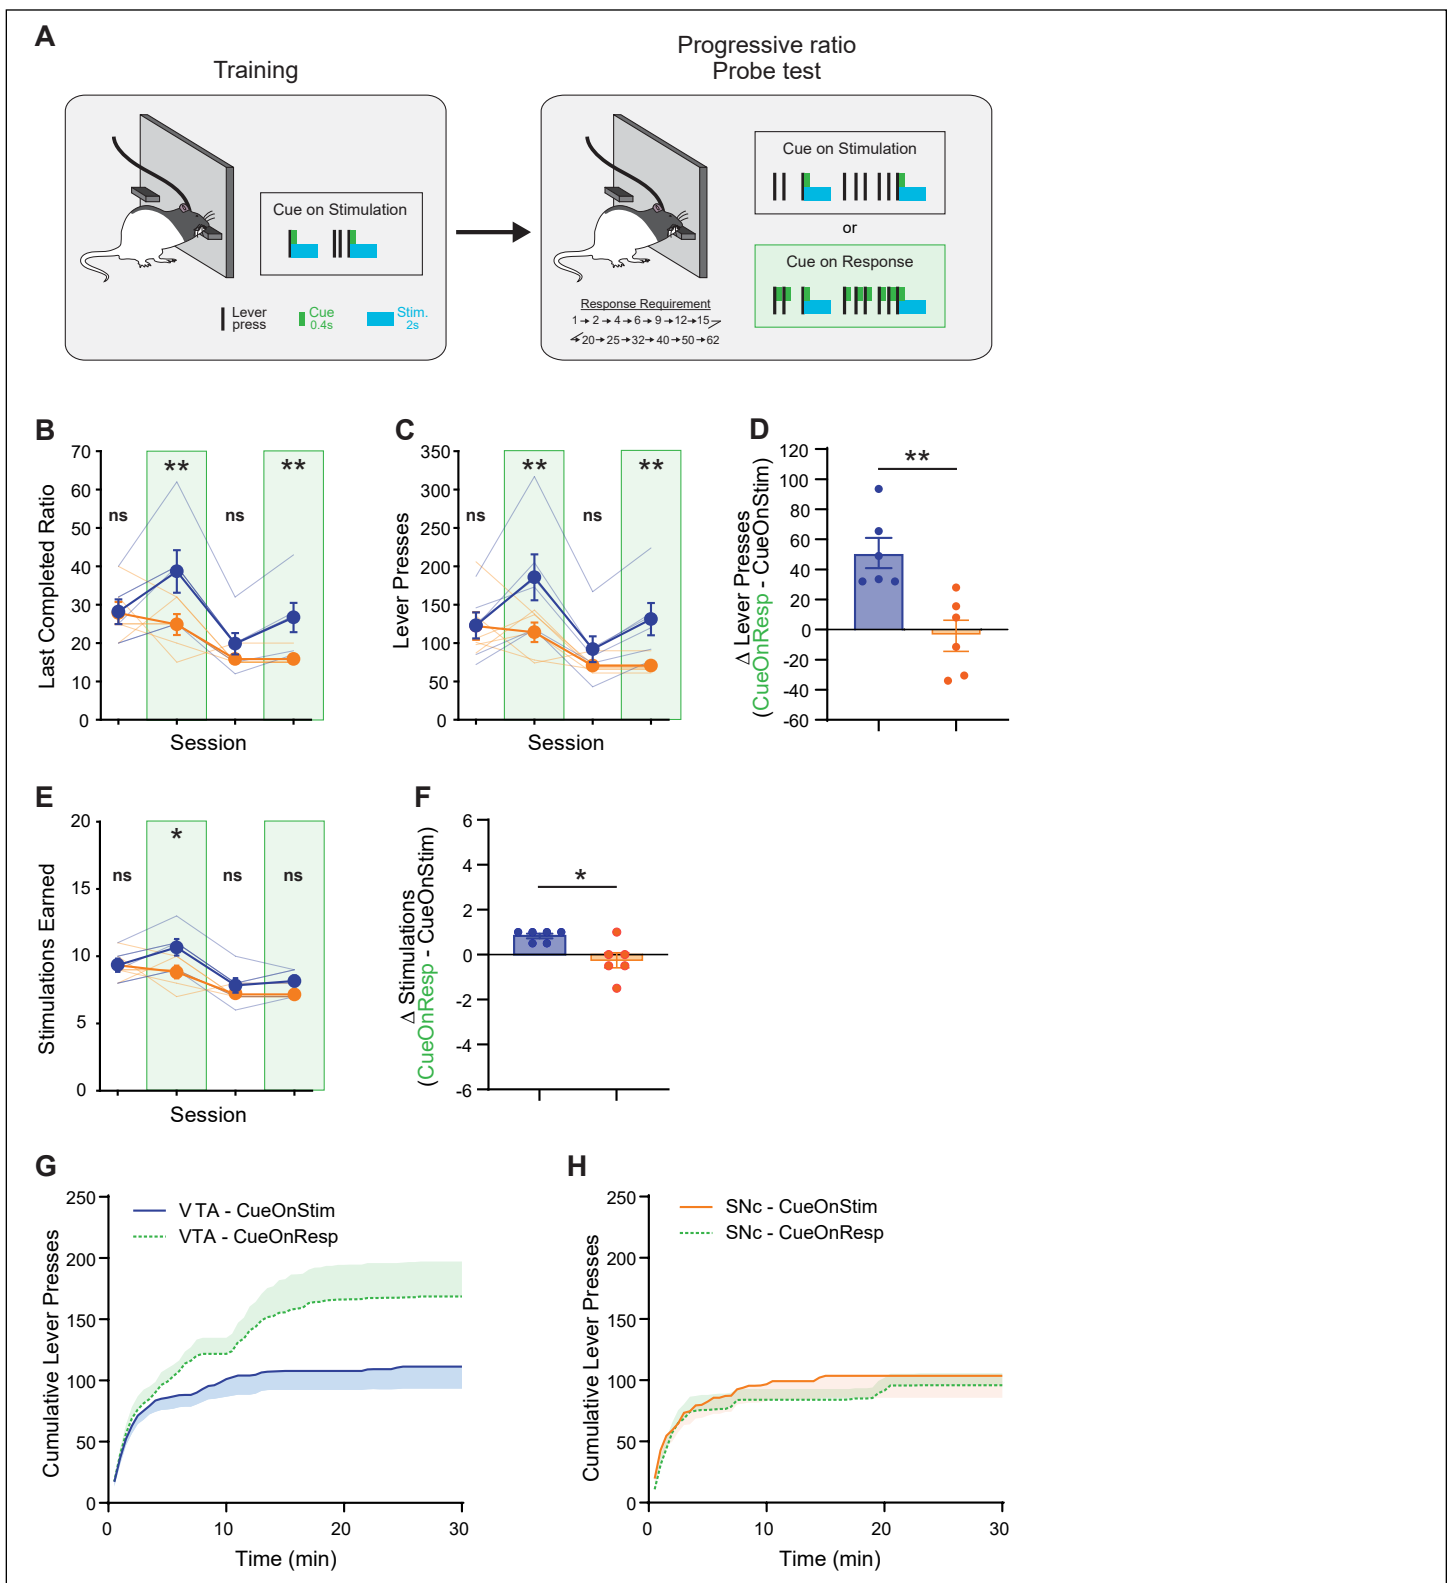 A
Training
Progressive ratio
Probe test
Cue on Stimulation
Lever
press
Cue
0.4s
Stim.
2s
Cue on Stimulation
or
Cue on Response
Response Requirement
1→2→4→6→9→12→15
→20→25→32→40→50→62
B
Last Completed Ratio
70
60
50
40
30
20
10
0
ns
**
ns
**
Session
C
Lever Presses
350
300
250
200
150
100
50
0
ns
**
ns
**
Session
D
Δ Lever Presses
(CueOnResp - CueOnStim)
120
100
80
60
40
20
0
-20
-40
-60
**
E
Stimulations Earned
20
15
10
5
0
ns
*
ns
ns
Session
F
Δ Stimulations
(CueOnResp - CueOnStim)
6
4
2
0
-2
-4
-6
*
G
Cumulative Lever Presses
250
200
150
100
50
0
VTA - CueOnStim
VTA - CueOnResp
0 10 20 30
Time (min)
H
Cumulative Lever Presses
250
200
150
100
50
0
SNc - CueOnStim
SNc - CueOnResp
0 10 20 30
Time (min)